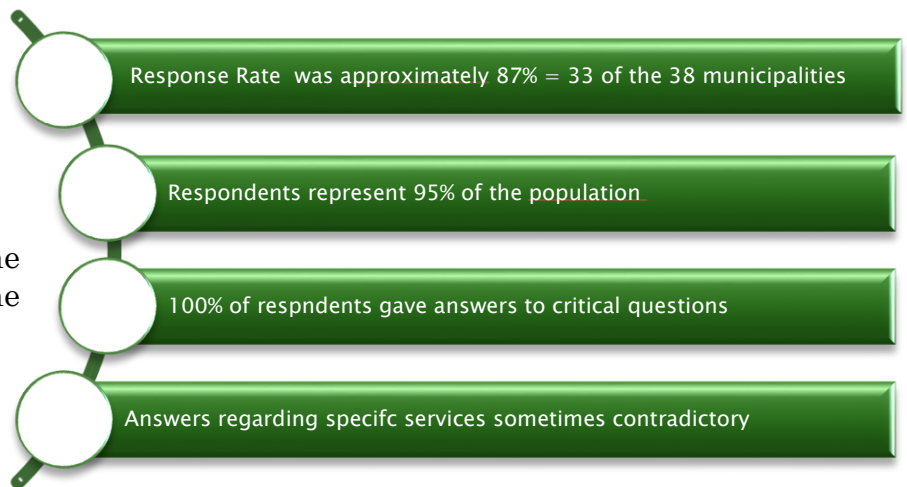 Response Rate was approximately 87% = 33 of the 38 municipalities
Respondents represent 95% of the population
100% of respndents gave answers to critical questions
Answers regarding specifc services sometimes contradictory